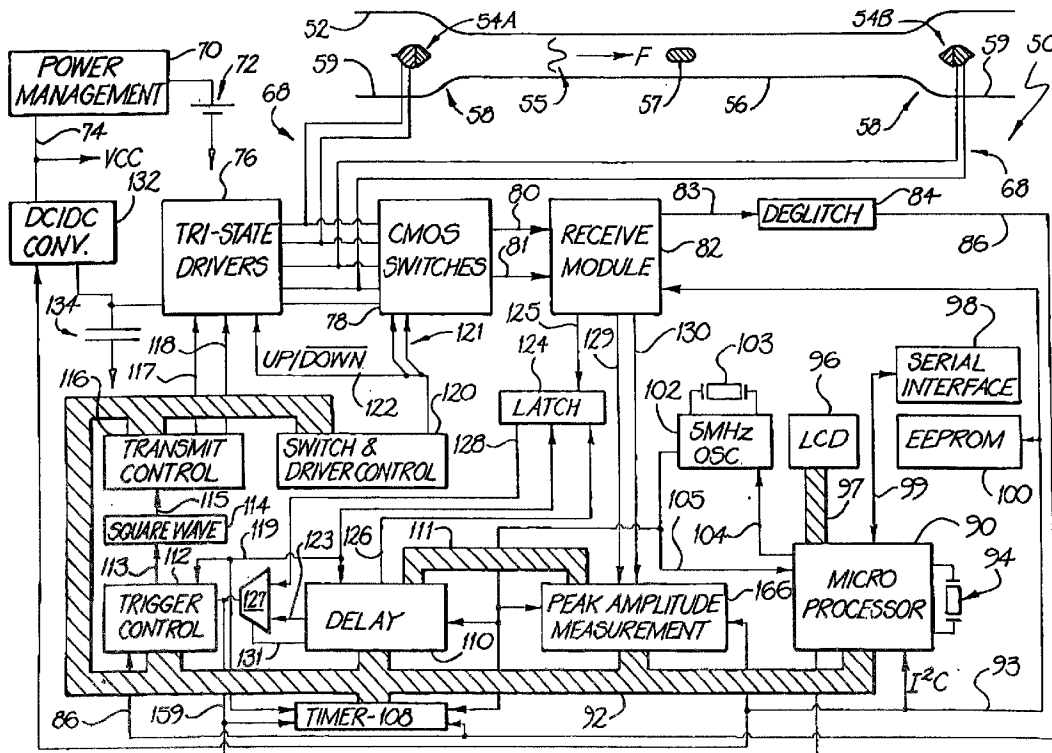 52
54A
54B
70
POWER
MANAGEMENT
72
59
F
59
50
74
VCC
68
58
55
57
56
58
132
76
68
DC/DC
CONV.
TRI-STATE
DRIVERS
CMOS
SWITCHES
80
81
RECEIVE
MODULE
83
DEGLITCH
84
82
86
134
78
121
125
129
130
98
118
117
UP/DOWN
122
124
103
SERIAL
INTERFACE
116
120
LATCH
102
96
TRANSMIT
CONTROL
SWITCH &
DRIVER CONTROL
128
5MHz
OSC.
LCD
EEPROM
115
114
97
99
100
SQUARE WAVE
119
126
111
105
104
90
113
112
123
94
TRIGGER
CONTROL
127
DELAY
PEAK AMPLITUDE
MEASUREMENT
166
MICRO
PROCESSOR
131
110
I²C
93
86
159
TIMER-108
92